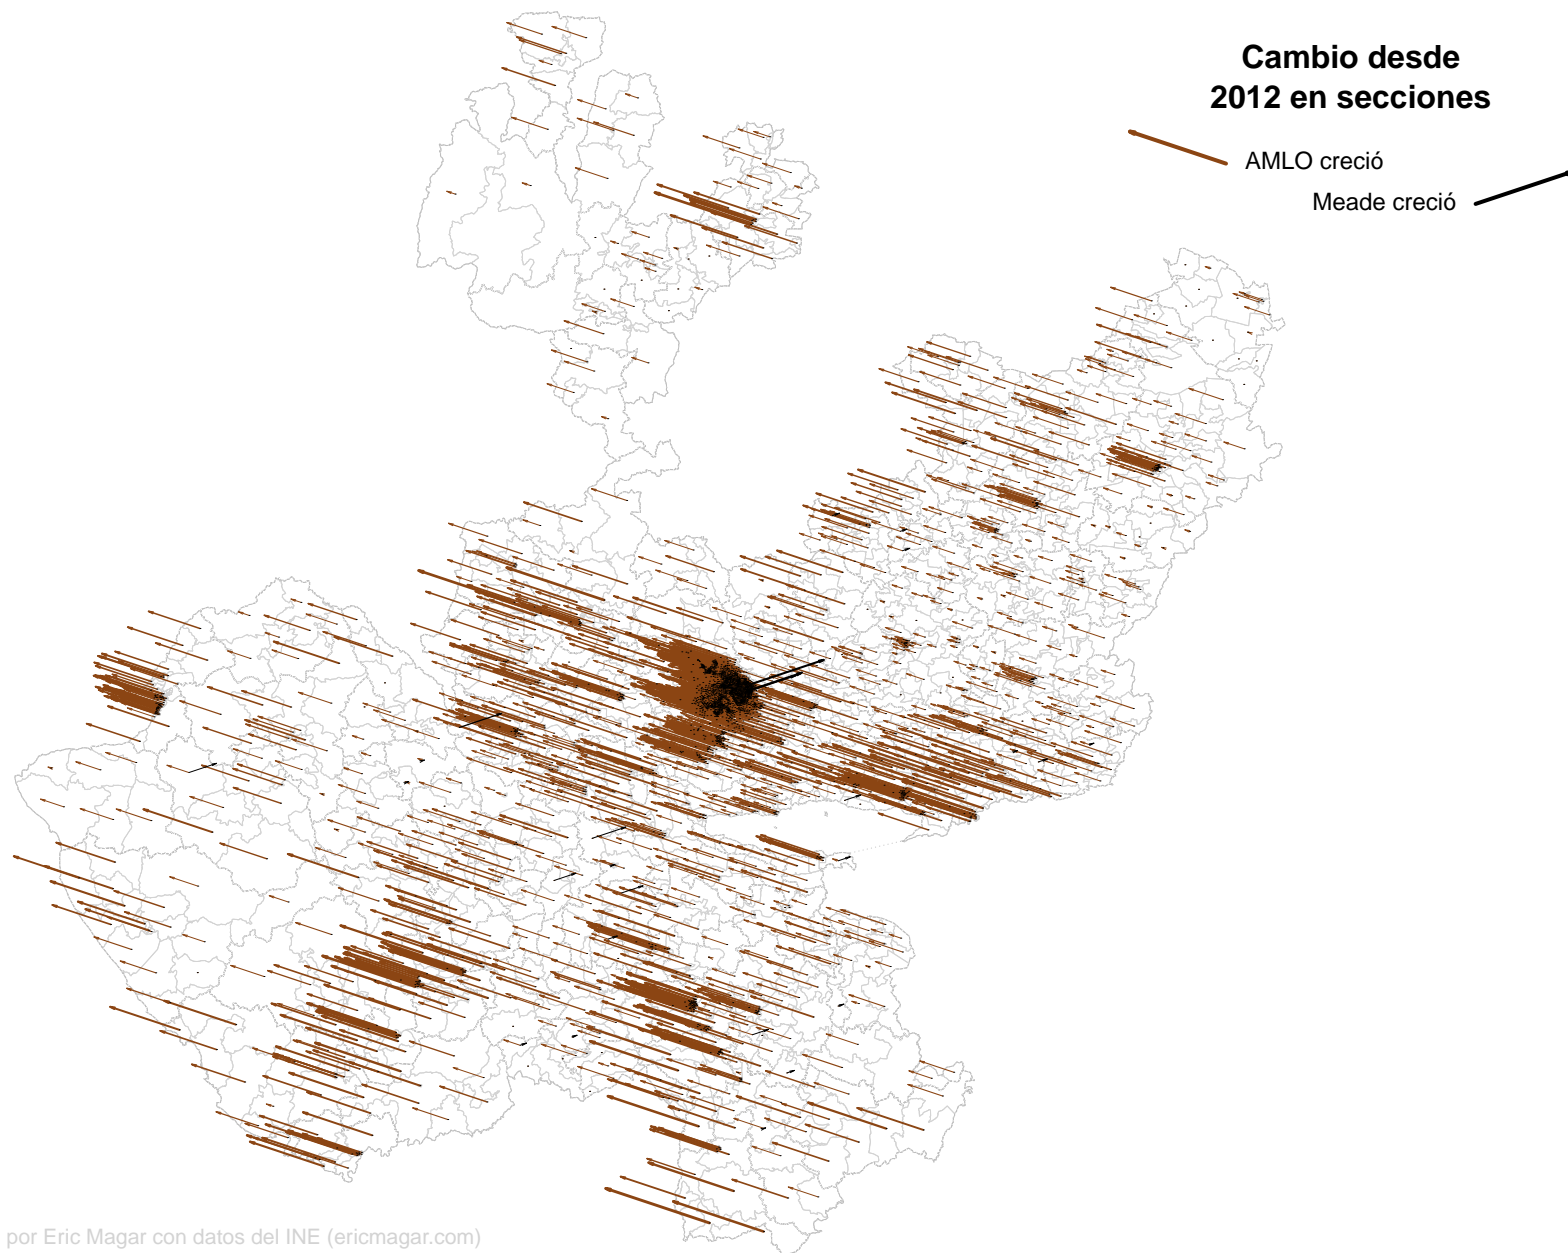 Cambio desde
2012 en secciones
AMLO creció
Meade creció
por Eric Magar con datos del INE (ericmagar.com)